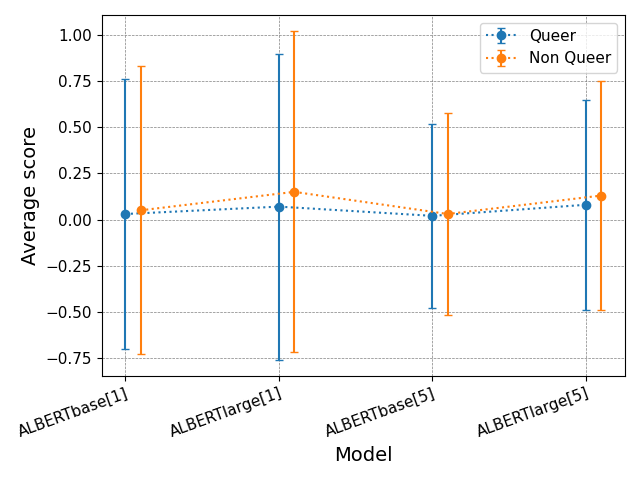 1.00
0.75
0.50
0.25
0.00
−0.25
−0.50
−0.75
Average score
Queer
Non Queer
ALBERTbase[1]
ALBERTlarge[1]
ALBERTbase[5]
ALBERTlarge[5]
Model